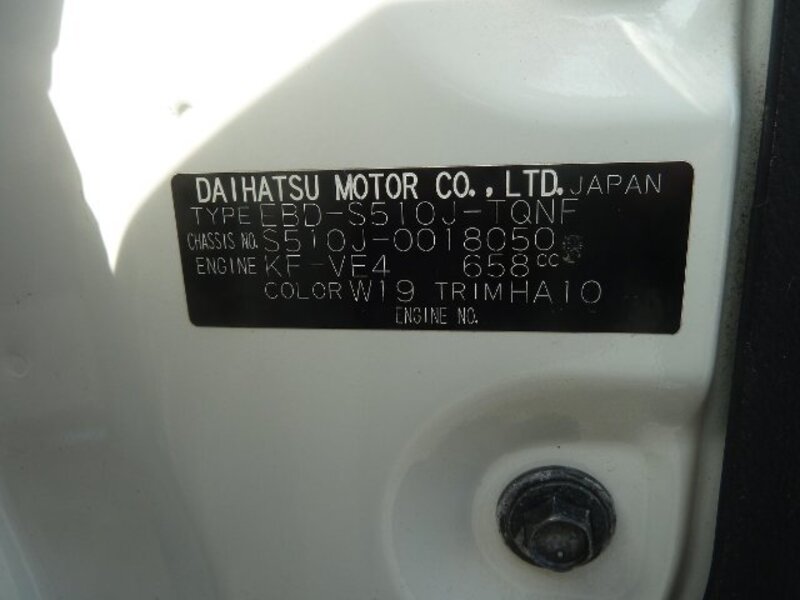 DAIHATSU MOTOR CO., LTD. JAPAN
TYPE EBD-S510J-TQNF
CHASSIS NO. S510J-0018050
ENGINE KF-VE4 658CC
COLOR W19 TRIM HA10
ENGINE NO.